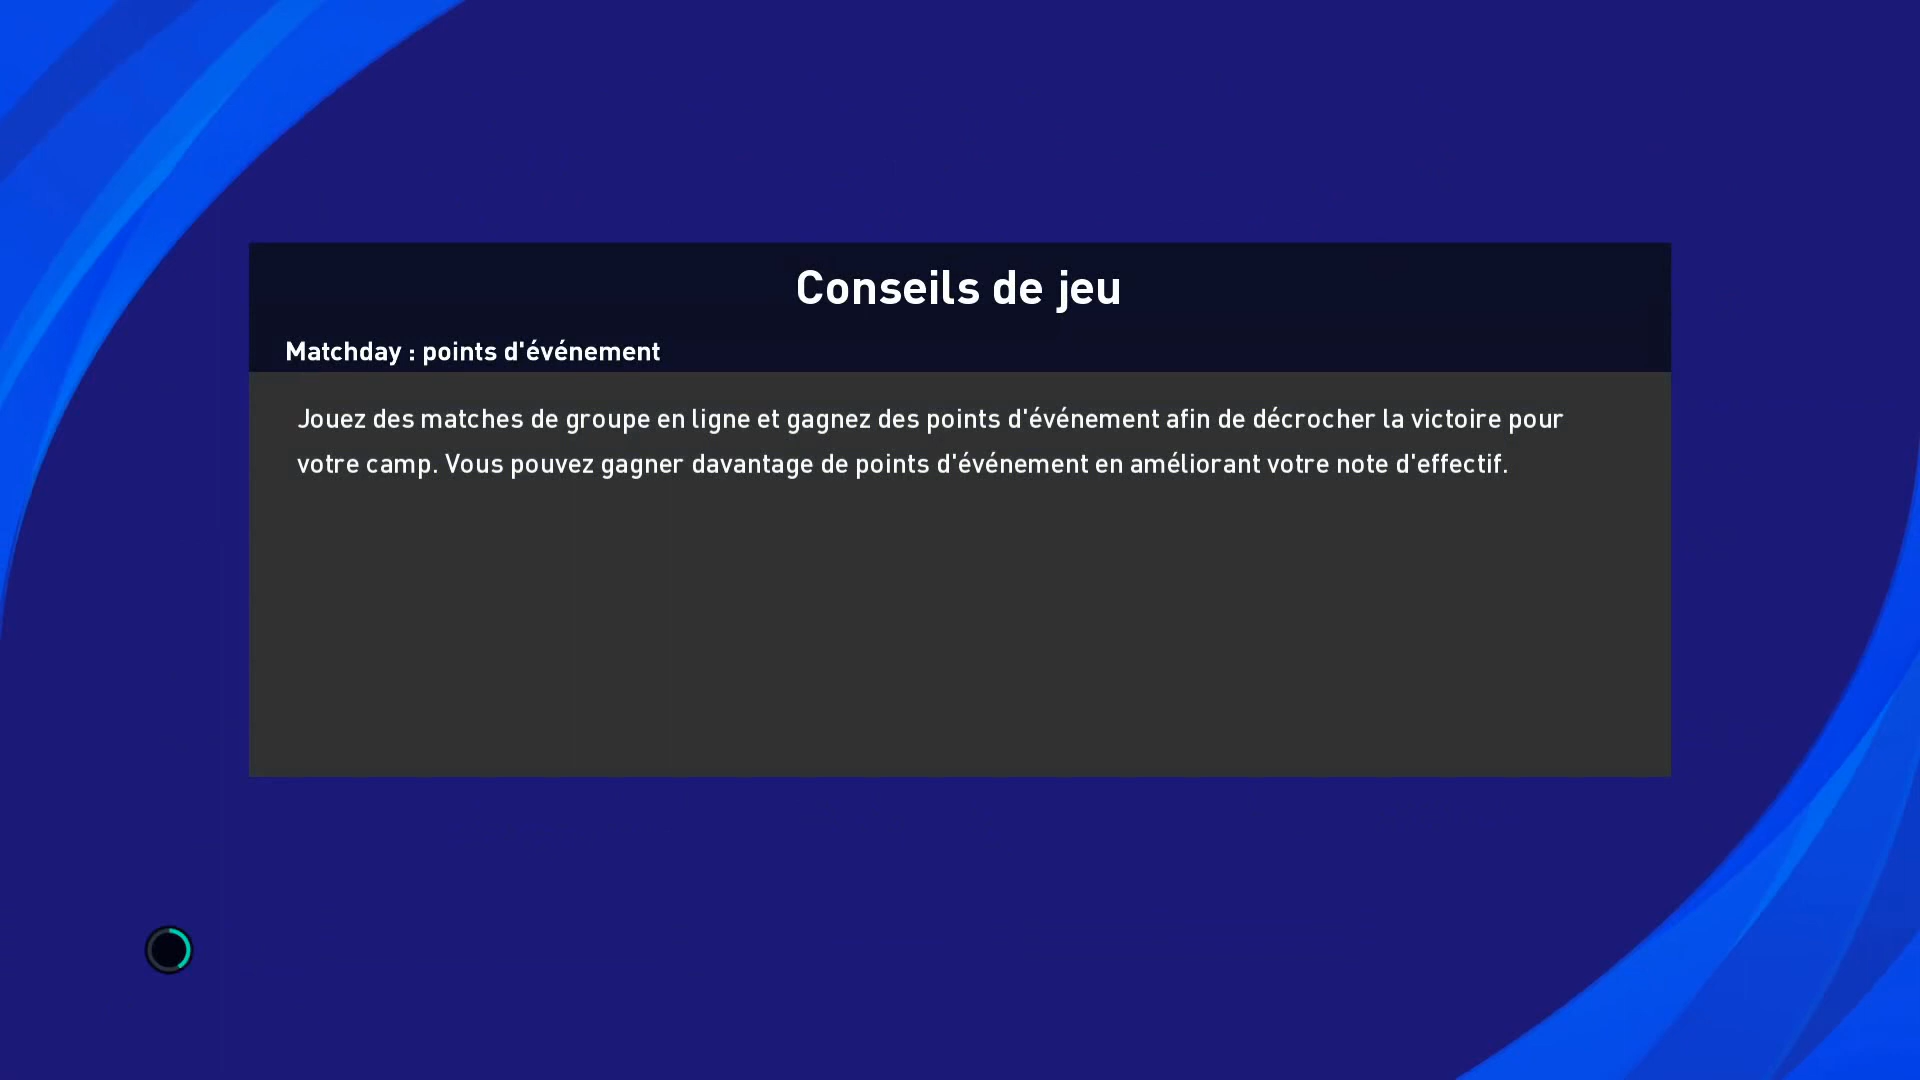 Conseils de jeu
Matchday : points d'événement
Jouez des matches de groupe en ligne et gagnez des points d'événement afin de décrocher la victoire pour
votre camp. Vous pouvez gagner davantage de points d'événement en améliorant votre note d'effectif.